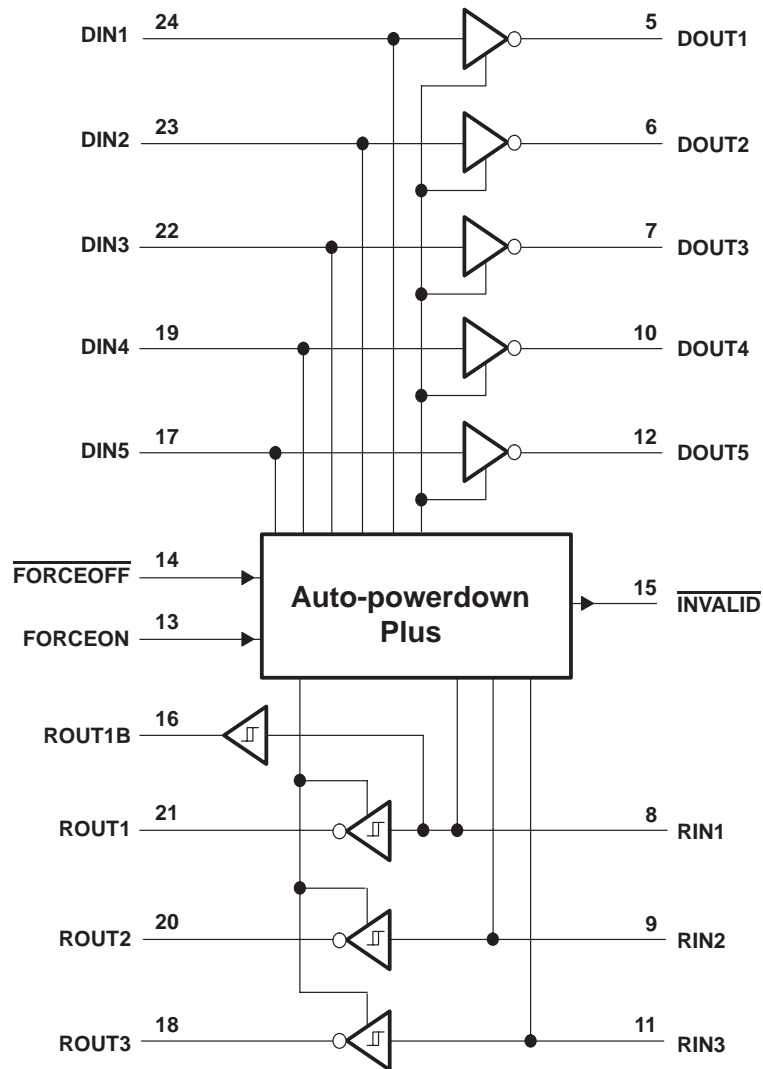 DIN1 24 5 DOUT1
DIN2 23 6 DOUT2
DIN3 22 7 DOUT3
DIN4 19 10 DOUT4
DIN5 17 12 DOUT5
FORCEOFF 14
Auto-powerdown
Plus
15 INVALID
FORCEON 13
ROUT1B 16
ROUT1 21 8 RIN1
ROUT2 20 9 RIN2
ROUT3 18 11 RIN3